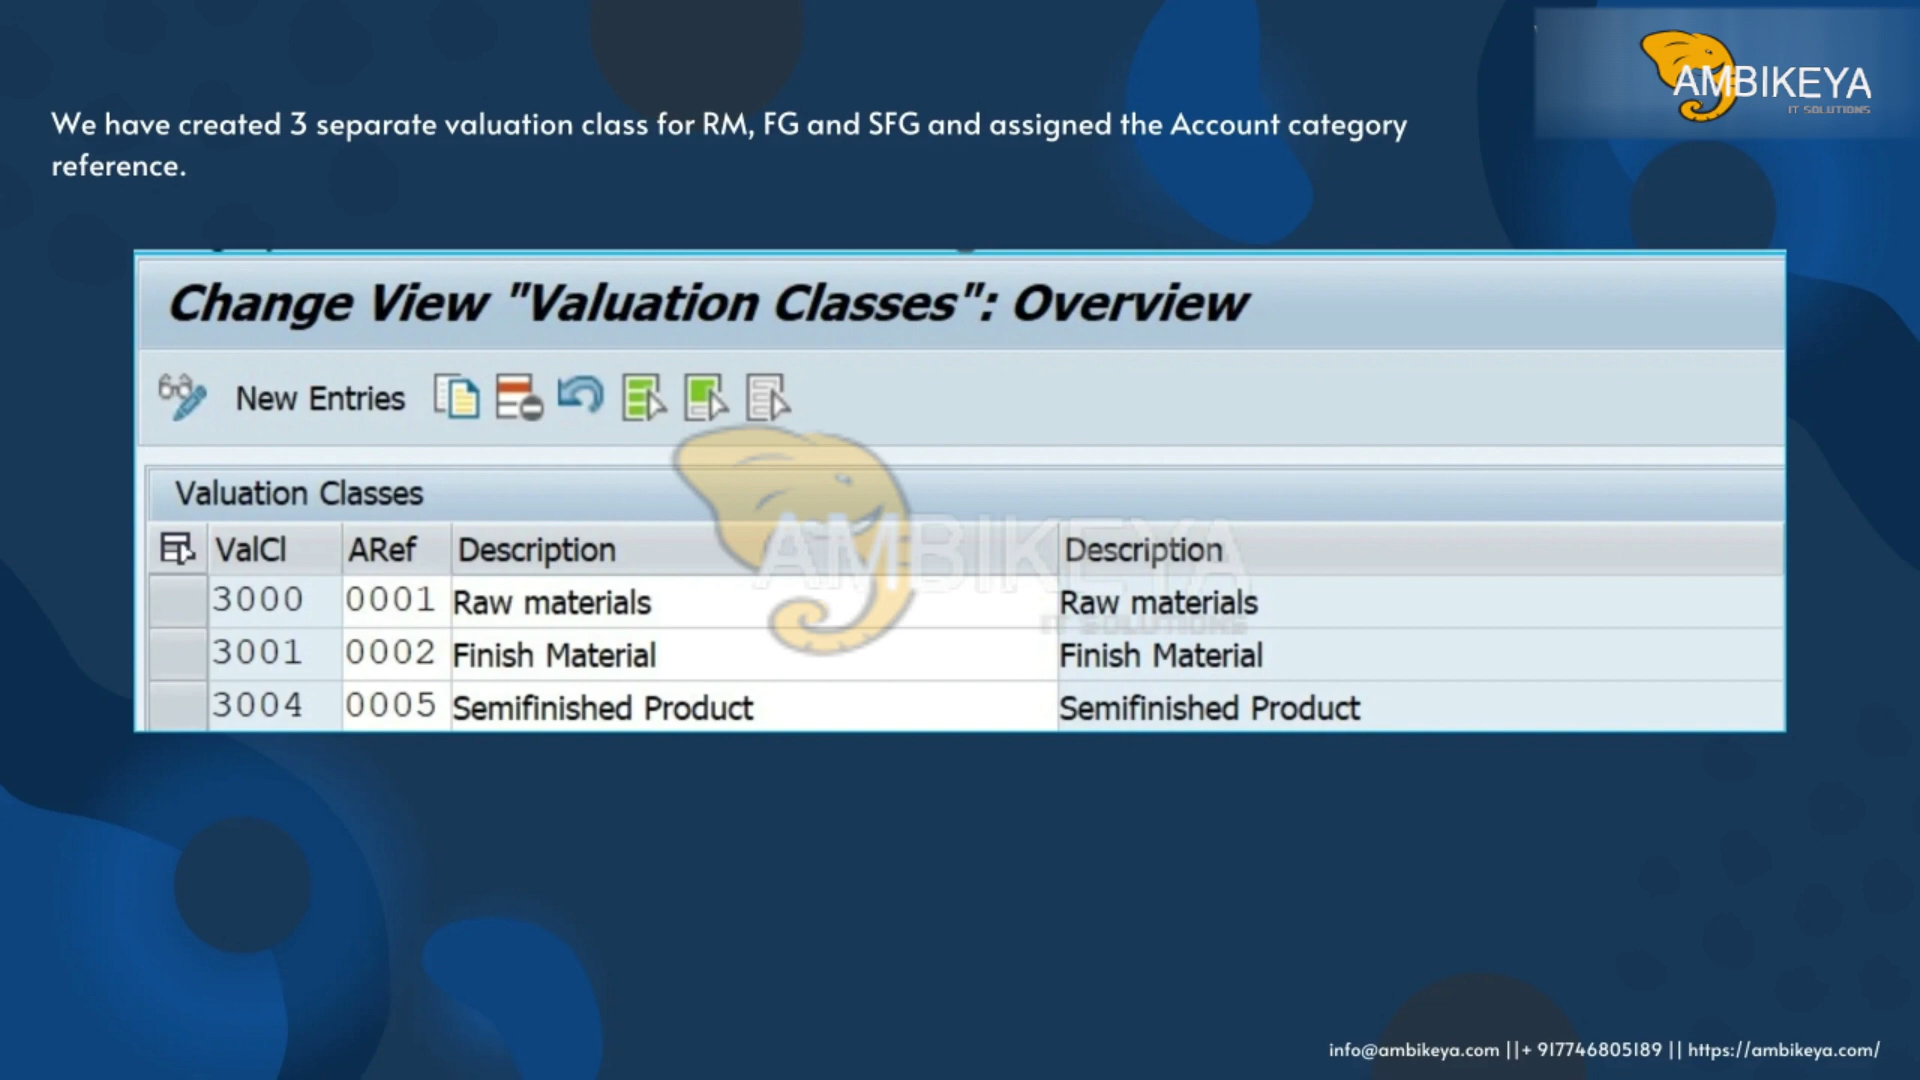 AMBIKEYA
IT SOLUTIONS
We have created 3 separate valuation class for RM, FG and SFG and assigned the Account category
reference.
Change View "Valuation Classes": Overview
New Entries
Valuation Classes
ValCl ARef Description Description
3000 0001 Raw materials Raw materials
3001 0002 Finish Material Finish Material
3004 0005 Semifinished Product Semifinished Product
AMBIKEYA
IT SOLUTIONS
info@ambikeya.com ||+ 917746805189 || https://ambikeya.com/